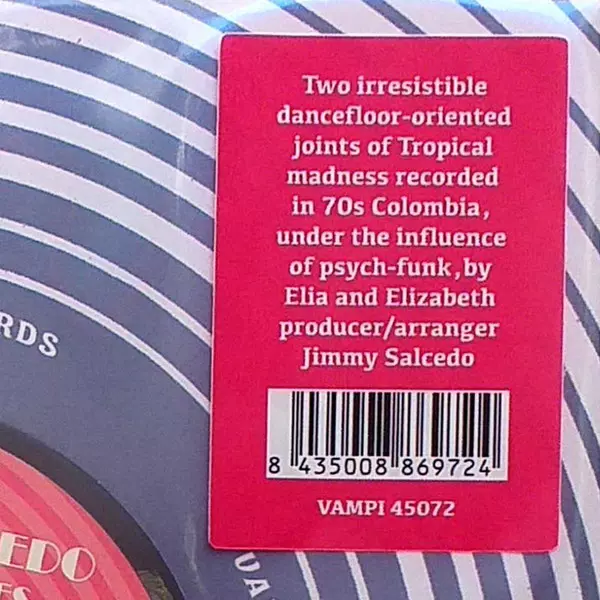 Two irresistible
dancefloor-oriented
joints of Tropical
madness recorded
in 70s Colombia,
under the influence
of psych-funk,by
Elia and Elizabeth
producer/arranger
Jimmy Salcedo
8 435008 869724
VAMPI 45072
RDS
EDO
ES